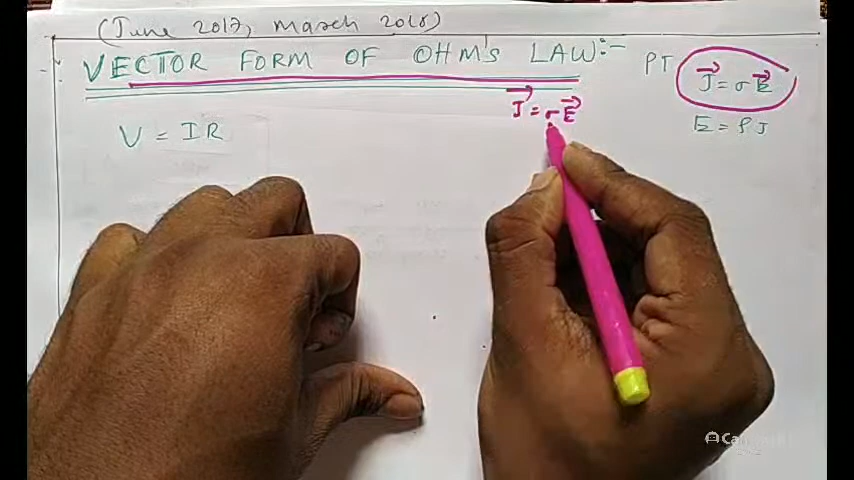 (June 2017, march 2018)
VECTOR FORM OF OHM'S LAW:-
PT J⃗ = σE⃗
J⃗ = σE⃗
E = ρJ
V = IR